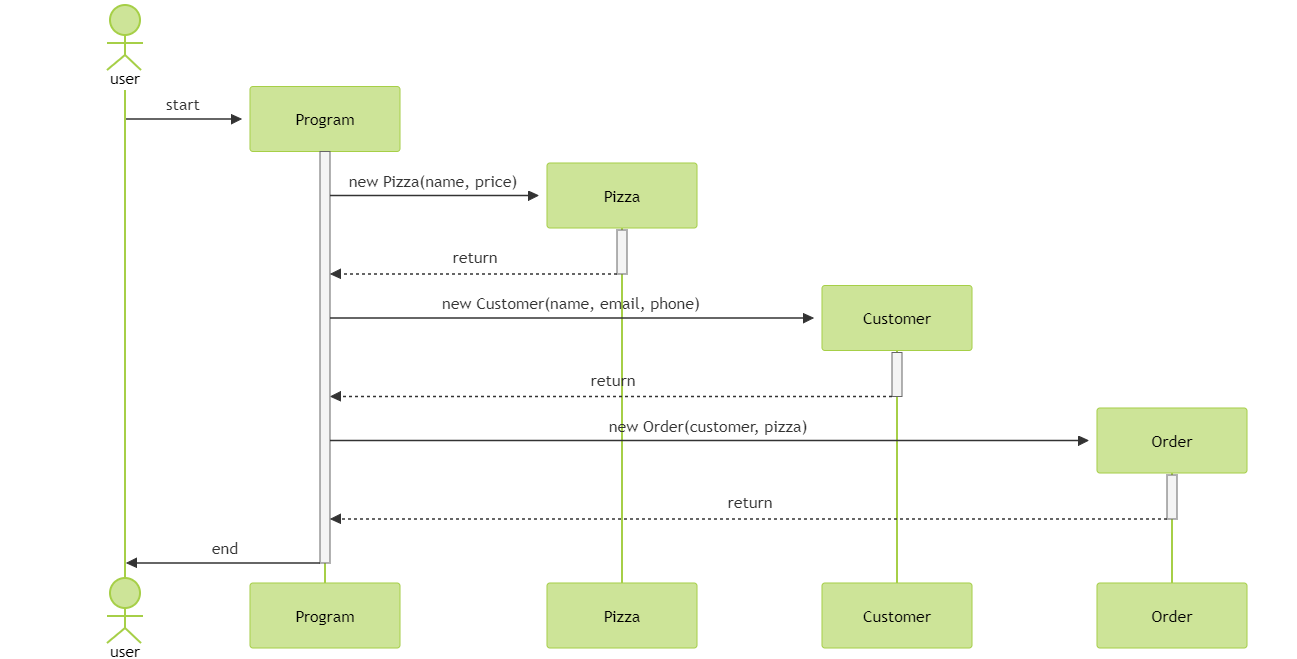 user
start
Program
new Pizza(name, price)
Pizza
return
new Customer(name, email, phone)
Customer
return
new Order(customer, pizza)
Order
return
end
Program
Pizza
Customer
Order
user